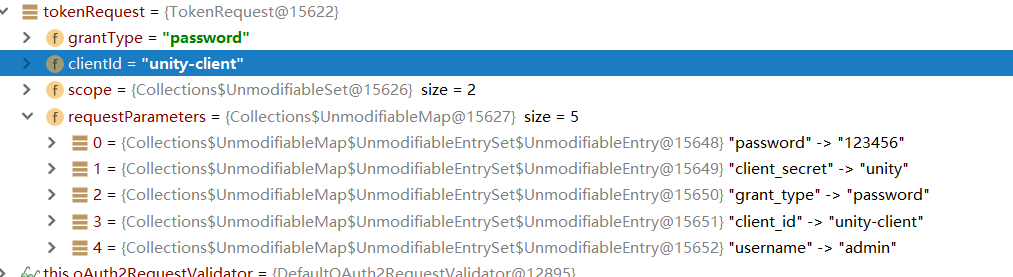 tokenRequest = {TokenRequest@15622}
f grantType = "password"
f clientId = "unity-client"
f scope = {Collections$UnmodifiableSet@15626} size = 2
f requestParameters = {Collections$UnmodifiableMap@15627} size = 5
0 = {Collections$UnmodifiableMap$UnmodifiableEntrySet$UnmodifiableEntry@15648} "password" -> "123456"
1 = {Collections$UnmodifiableMap$UnmodifiableEntrySet$UnmodifiableEntry@15649} "client_secret" -> "unity"
2 = {Collections$UnmodifiableMap$UnmodifiableEntrySet$UnmodifiableEntry@15650} "grant_type" -> "password"
3 = {Collections$UnmodifiableMap$UnmodifiableEntrySet$UnmodifiableEntry@15651} "client_id" -> "unity-client"
4 = {Collections$UnmodifiableMap$UnmodifiableEntrySet$UnmodifiableEntry@15652} "username" -> "admin"
this.oAuth2RequestValidator = {DefaultOAuth2RequestValidator@12895}